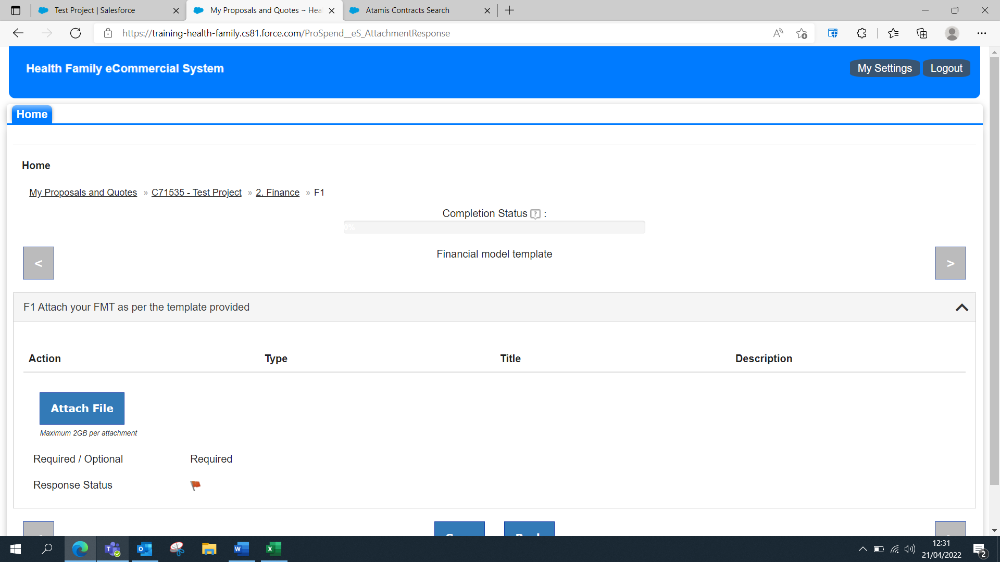 Test Project | Salesforce
My Proposals and Quotes ~ Hea
Atamis Contracts Search
https://training-health-family.cs81.force.com/ProSpend__eS_AttachmentResponse
Health Family eCommercial System
My Settings
Logout
Home
Home
My Proposals and Quotes » C71535 - Test Project » 2. Finance » F1
Completion Status ? :
0%
Financial model template
<
>
F1 Attach your FMT as per the template provided
Action Type Title Description
Attach File
Maximum 2GB per attachment
Required / Optional Required
Response Status
12:31
21/04/2022
2